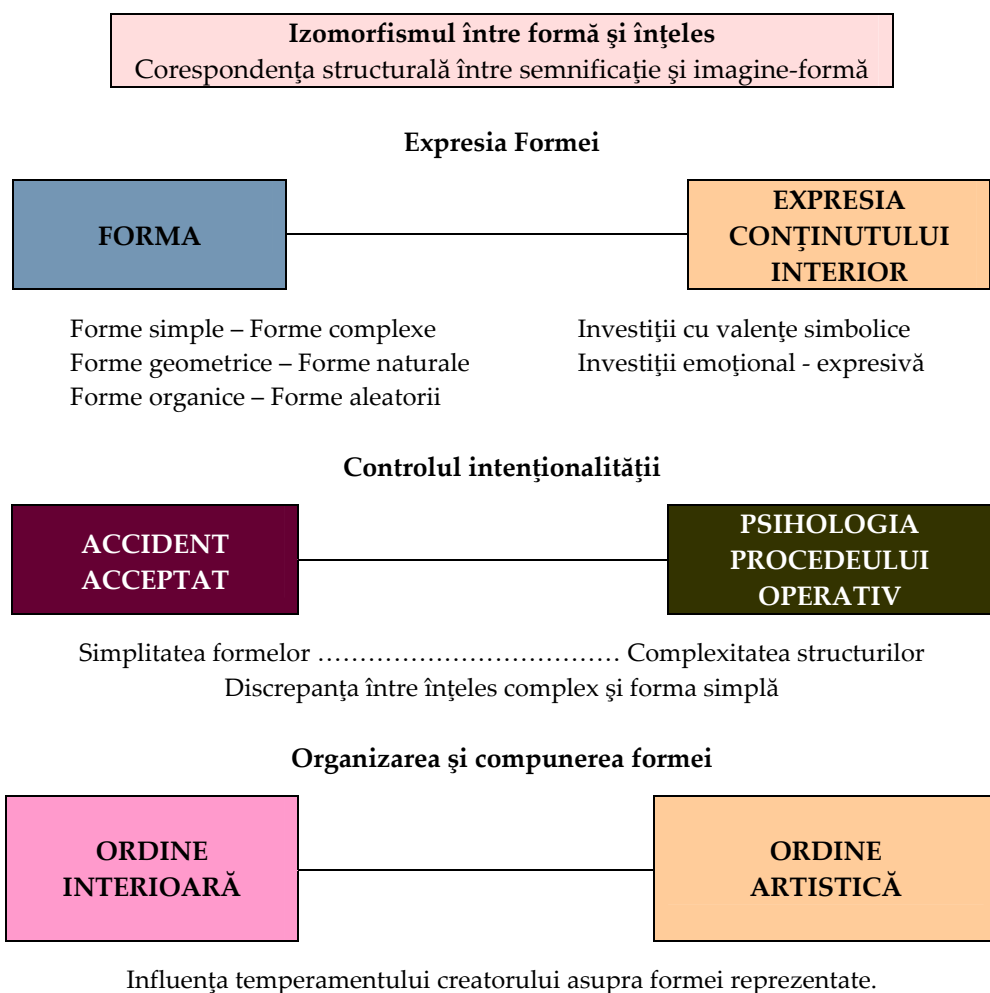 Izomorfismul între formă şi înţeles
Corespondenţa structurală între semnificaţie şi imagine-formă
Expresia Formei
FORMA
EXPRESIA
CONŢINUTULUI
INTERIOR
Forme simple – Forme complexe
Forme geometrice – Forme naturale
Forme organice – Forme aleatorii
Investiţii cu valenţe simbolice
Investiţii emoţional - expresivă
Controlul intenţionalităţii
ACCIDENT
ACCEPTAT
PSIHOLOGIA
PROCEDEULUI
OPERATIV
Simplitatea formelor ……………………………… Complexitatea structurilor
Discrepanţa între înţeles complex şi forma simplă
Organizarea şi compunerea formei
ORDINE
INTERIOARĂ
ORDINE
ARTISTICĂ
Influenţa temperamentului creatorului asupra formei reprezentate.